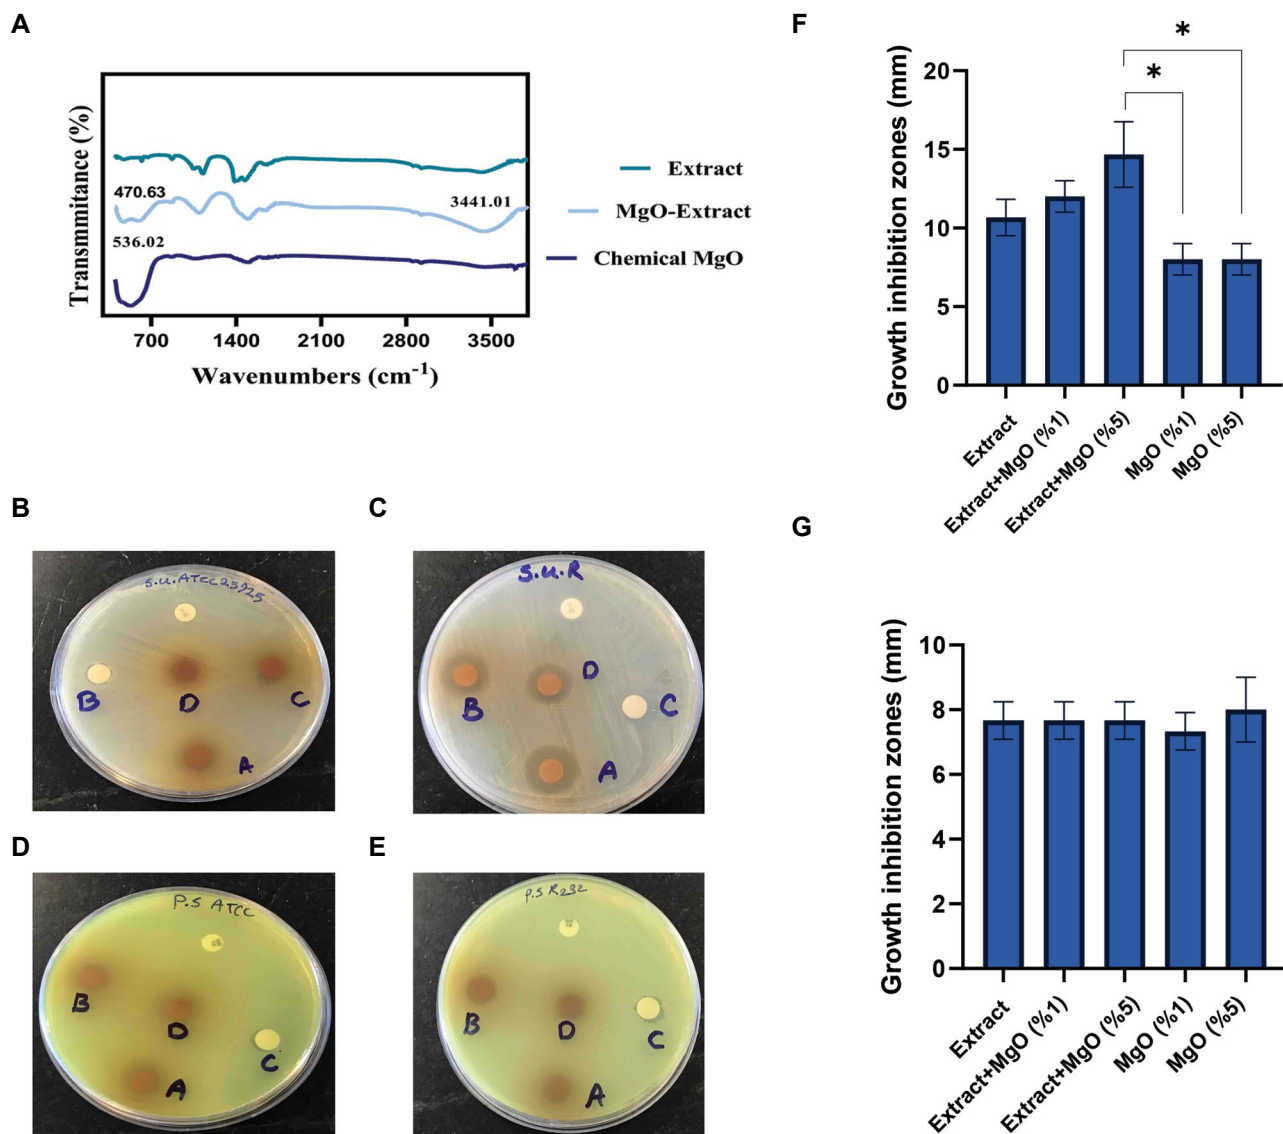 A
Transmmitance (%)
470.63
3441.01
536.02
Extract
MgO-Extract
Chemical MgO
700
1400
2100
2800
3500
Wavenumbers (cm⁻¹)
B
S.U.ATCC25925
B
D
C
A
C
S.U.R
B
D
C
A
D
P.S ATCC
B
D
C
A
E
P.S R292
B
D
C
A
F
Growth inhibition zones (mm)
20
15
10
5
0
*
*
Extract
Extract+MgO (%1)
Extract+MgO (%5)
MgO (%1)
MgO (%5)
G
Growth inhibition zones (mm)
10
8
6
4
2
0
Extract
Extract+MgO (%1)
Extract+MgO (%5)
MgO (%1)
MgO (%5)